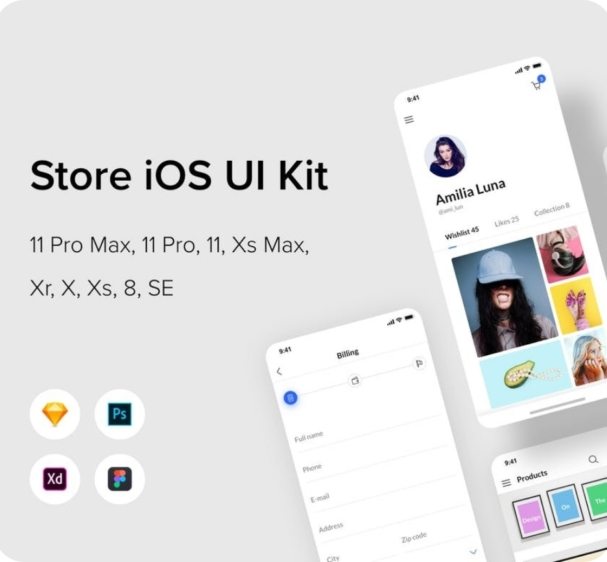 Store iOS UI Kit
11 Pro Max, 11 Pro, 11, Xs Max,
Xr, X, Xs, 8, SE
Ps
Xd
9:41
3
Amilia Luna
@ami_lun
Wishlist 45 Likes 25 Collection 8
9:41
Billing
Full name
Phone
E-mail
Address
City Zip code
9:41
Products
Design On The